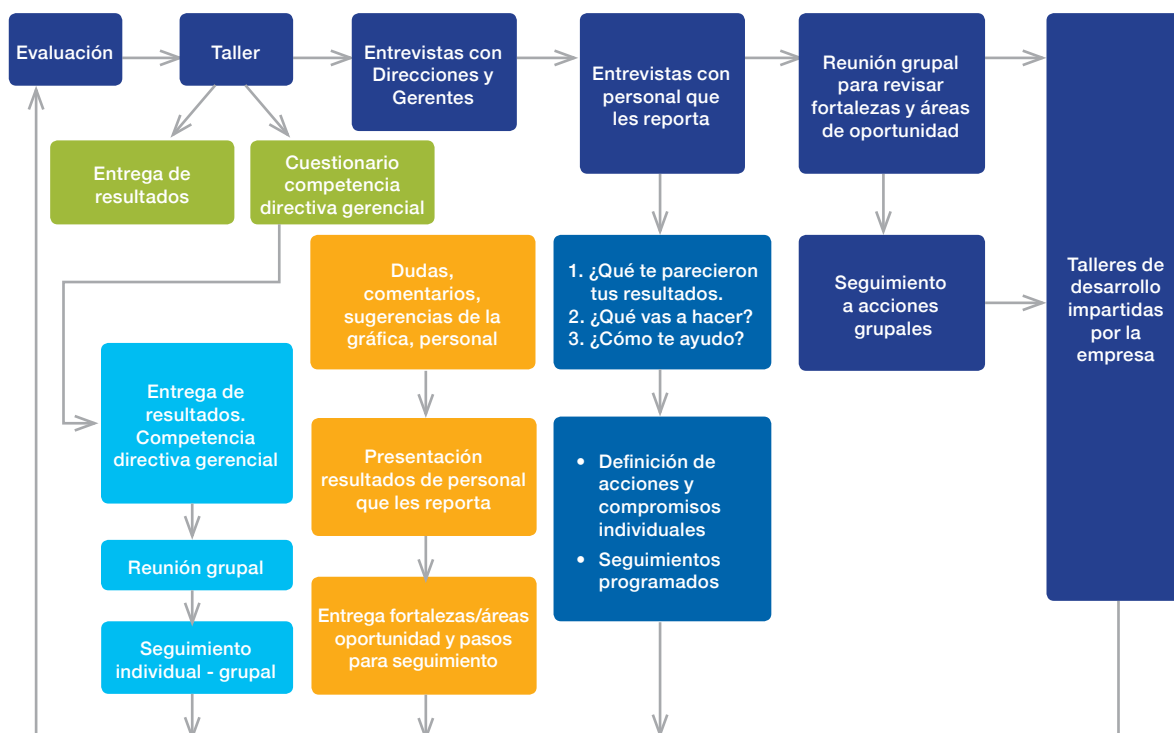 Evaluación
Taller
Entrevistas con
Direcciones y
Gerentes
Entrevistas con
personal que
les reporta
Reunión grupal
para revisar
fortalezas y áreas
de oportunidad
Entrega de
resultados
Cuestionario
competencia
directiva gerencial
Dudas,
comentarios,
sugerencias de la
gráfica, personal
1. ¿Qué te parecieron
tus resultados.
2. ¿Qué vas a hacer?
3. ¿Cómo te ayudo?
Seguimiento
a acciones
grupales
Talleres de
desarrollo
impartidas
por la
empresa
Entrega de
resultados.
Competencia
directiva gerencial
Presentación
resultados de personal
que les reporta
• Definición de
acciones y
compromisos
individuales
• Seguimientos
programados
Reunión grupal
Entrega fortalezas/áreas
oportunidad y pasos
para seguimiento
Seguimiento
individual - grupal